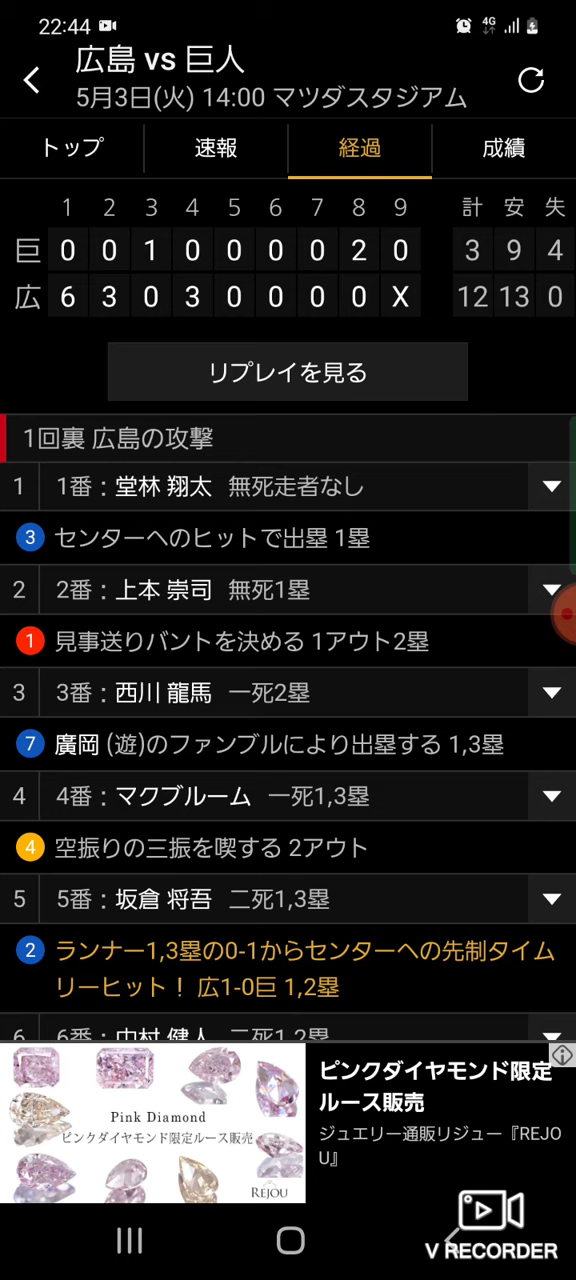 22:44 4G
広島 vs 巨人
5月3日(火) 14:00 マツダスタジアム
トップ 速報 経過 成績
1 2 3 4 5 6 7 8 9 計 安 失
巨 0 0 1 0 0 0 0 2 0 3 9 4
広 6 3 0 3 0 0 0 0 X 12 13 0
リプレイを見る
1回裏 広島の攻撃
1 1番：堂林 翔太 無死走者なし
3 センターへのヒットで出塁 1塁
2 2番：上本 崇司 無死1塁
1 見事送りバントを決める 1アウト2塁
3 3番：西川 龍馬 一死2塁
7 廣岡 (遊)のファンブルにより出塁する 1,3塁
4 4番：マクブルーム 一死1,3塁
4 空振りの三振を喫する 2アウト
5 5番：坂倉 将吾 二死1,3塁
2 ランナー1,3塁の0-1からセンターへの先制タイム
リーヒット！ 広1-0巨 1,2塁
6 6番：中村 健人 二死1,2塁
Pink Diamond
ピンクダイヤモンド限定ルース販売
REJOU
ピンクダイヤモンド限定
ルース販売
ジュエリー通販リジュー『REJO
U』
V RECORDER